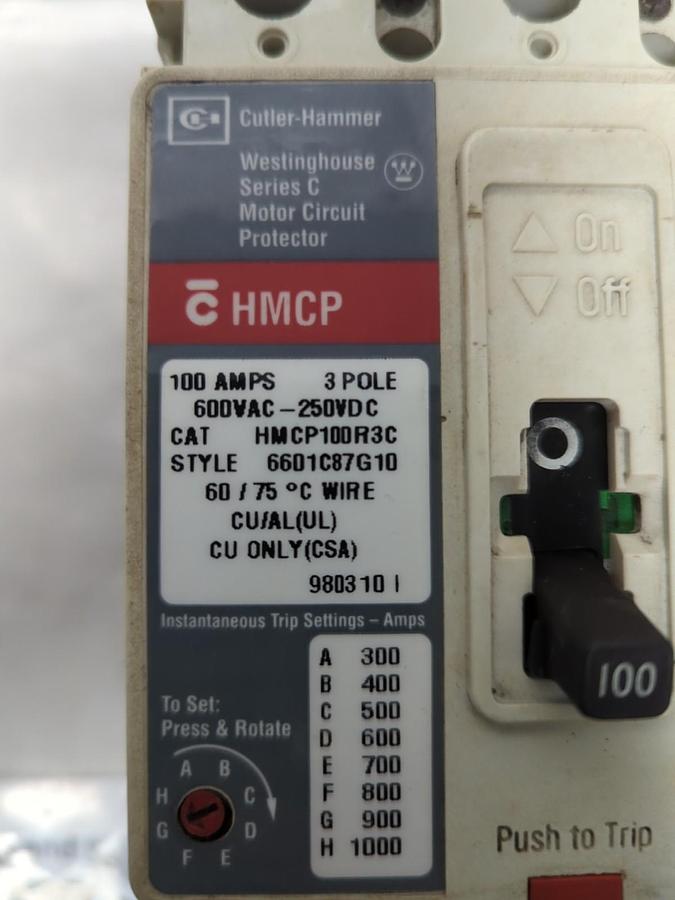 Cutler-Hammer
Westinghouse
Series C
Motor Circuit
Protector
C HMCP
100 AMPS 3 POLE
600VAC-250VDC
CAT HMCP100R3C
STYLE 6601C87G10
60 / 75 °C WIRE
CU/AL(UL)
CU ONLY(CSA)
980310 I
Instantaneous Trip Settings – Amps
A 300
B 400
C 500
D 600
E 700
F 800
G 900
H 1000
To Set:
Press & Rotate
A B
H C
G D
F E
On
Off
100
Push to Trip